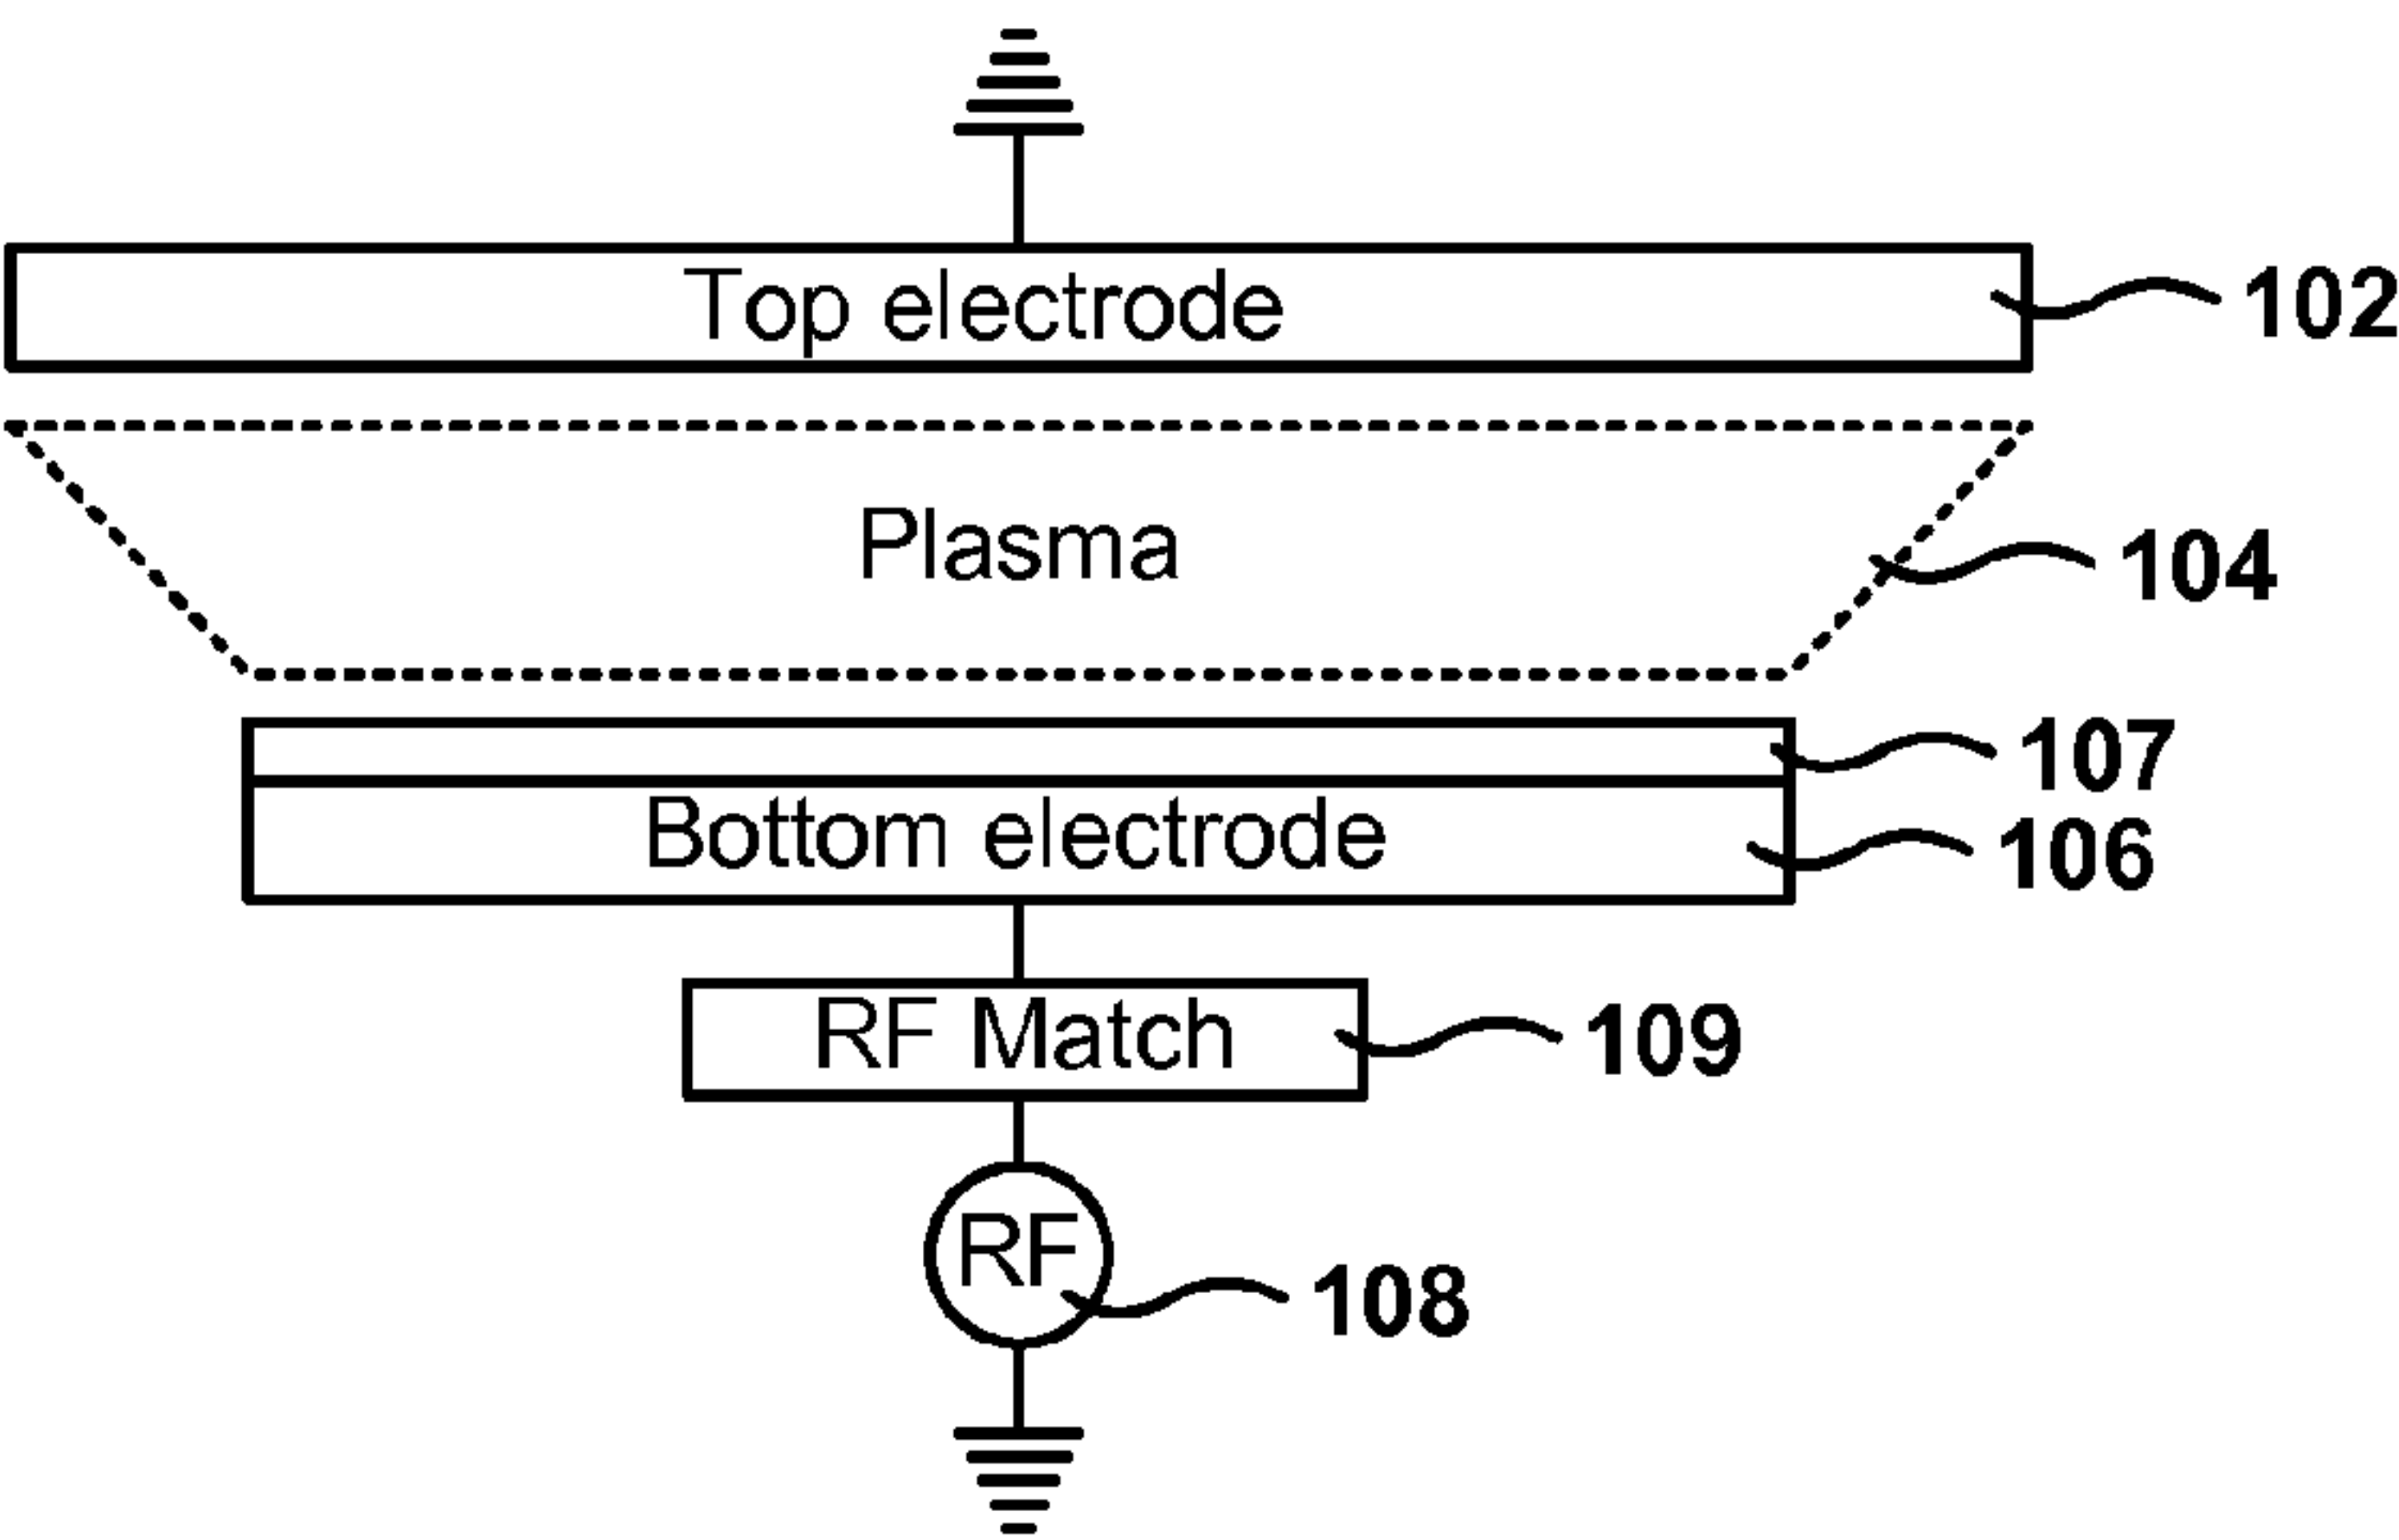 Top electrode 102
Plasma 104
107
Bottom electrode 106
RF Match 109
RF 108